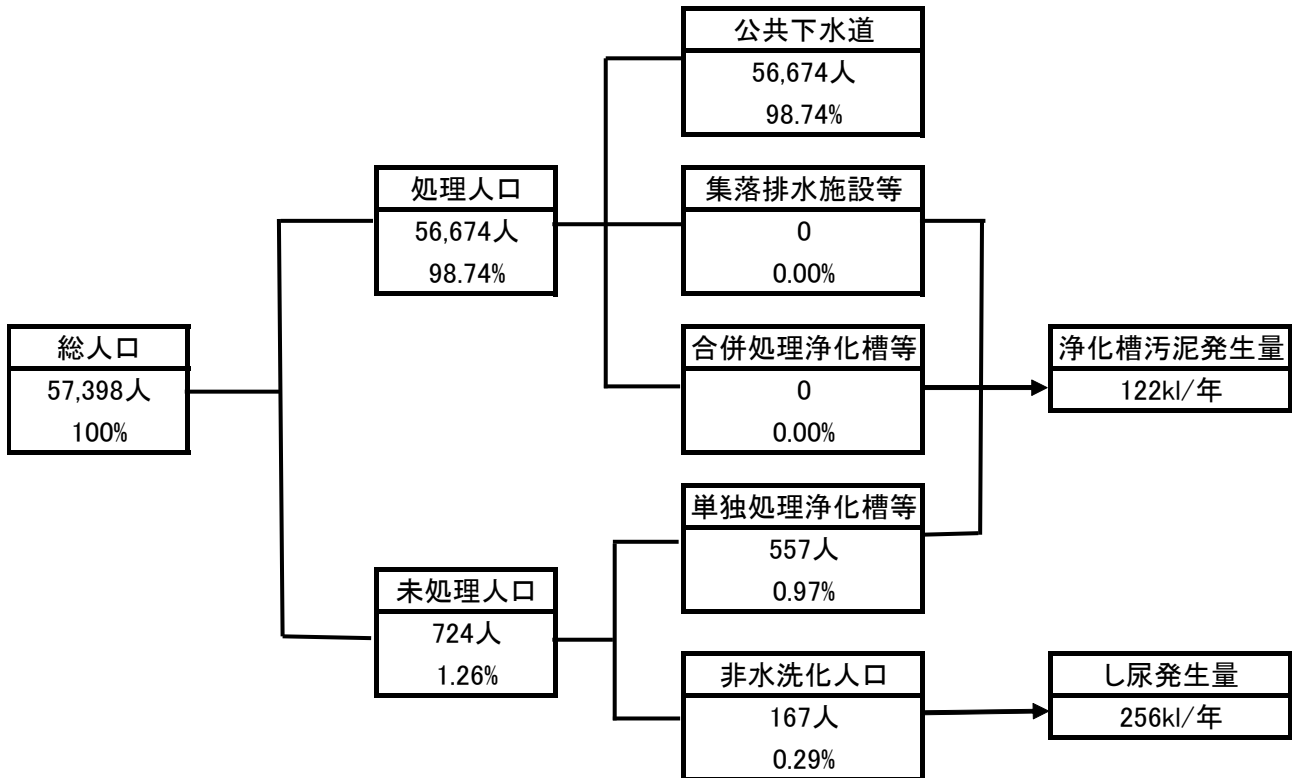 総人口
57,398人
100%
処理人口
56,674人
98.74%
未処理人口
724人
1.26%
公共下水道
56,674人
98.74%
集落排水施設等
0
0.00%
合併処理浄化槽等
0
0.00%
単独処理浄化槽等
557人
0.97%
非水洗化人口
167人
0.29%
浄化槽汚泥発生量
122kl/年
し尿発生量
256kl/年